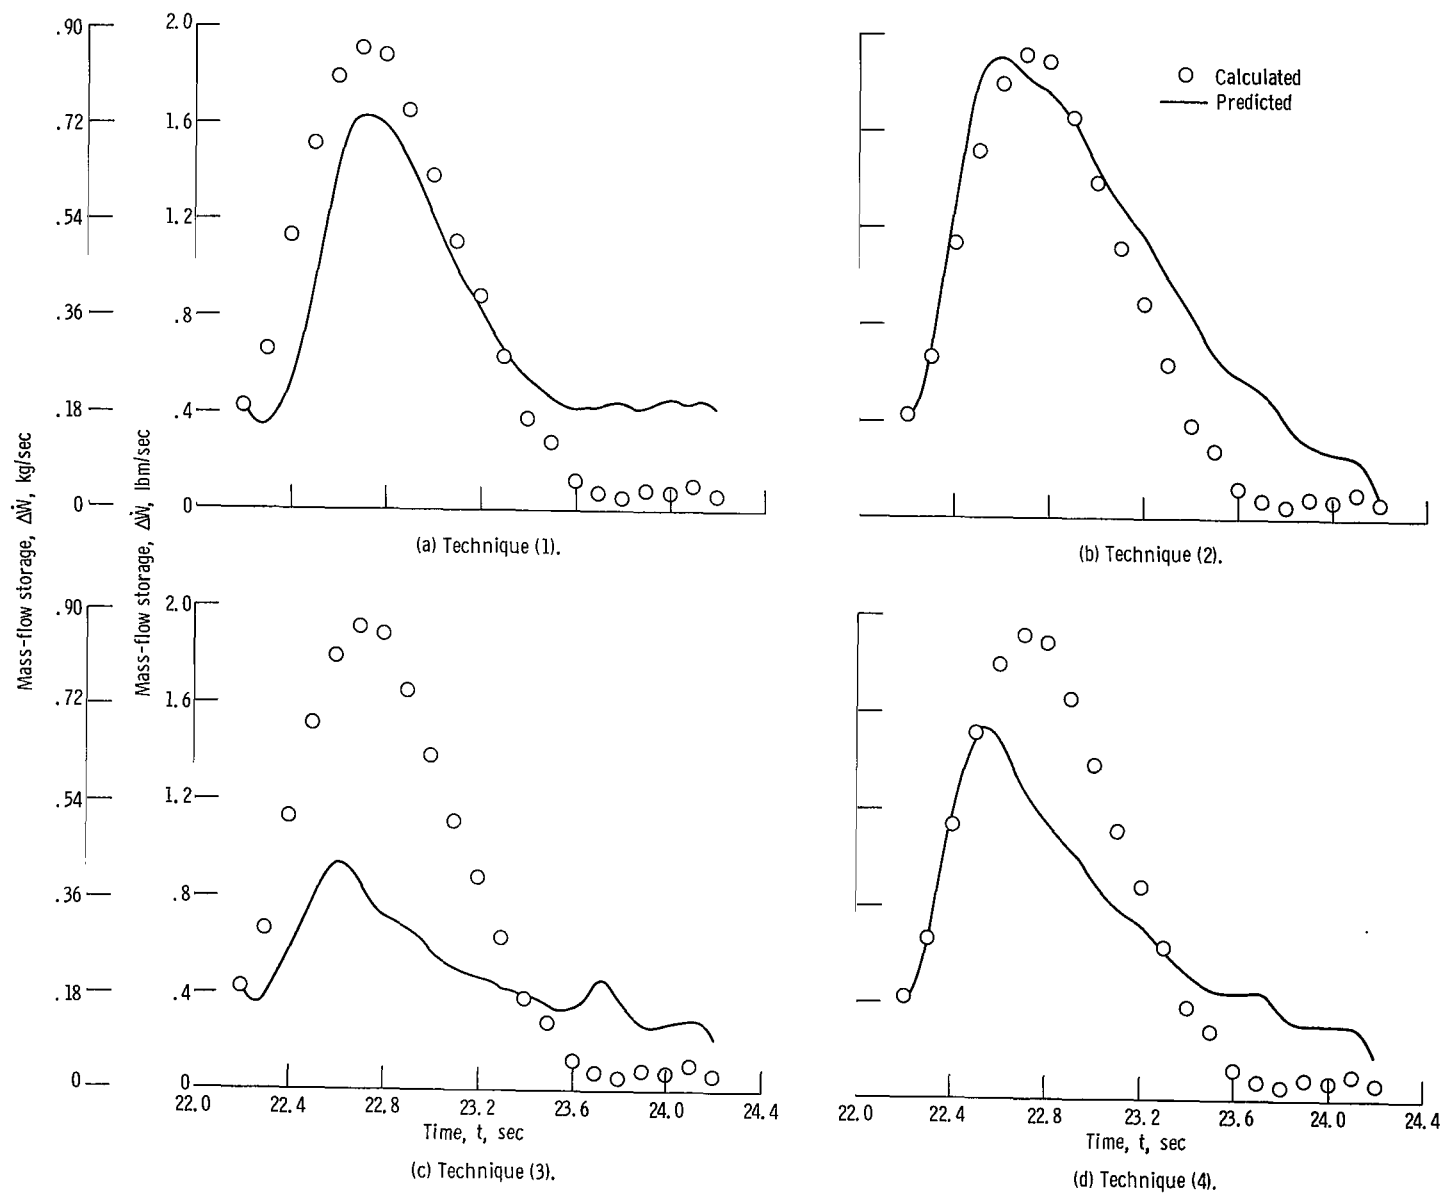 .90
2.0
.72
1.6
.54
1.2
.36
.8
.18
.4
0
0
Mass-flow storage, ΔẆ, kg/sec
Mass-flow storage, ΔẆ, lbm/sec
(a) Technique (1).
Calculated
Predicted
(b) Technique (2).
.90
2.0
.72
1.6
.54
1.2
.36
.8
.18
.4
0
0
22.0 22.4 22.8 23.2 23.6 24.0 24.4
Time, t, sec
(c) Technique (3).
22.0 22.4 22.8 23.2 23.6 24.0 24.4
Time, t, sec
(d) Technique (4).